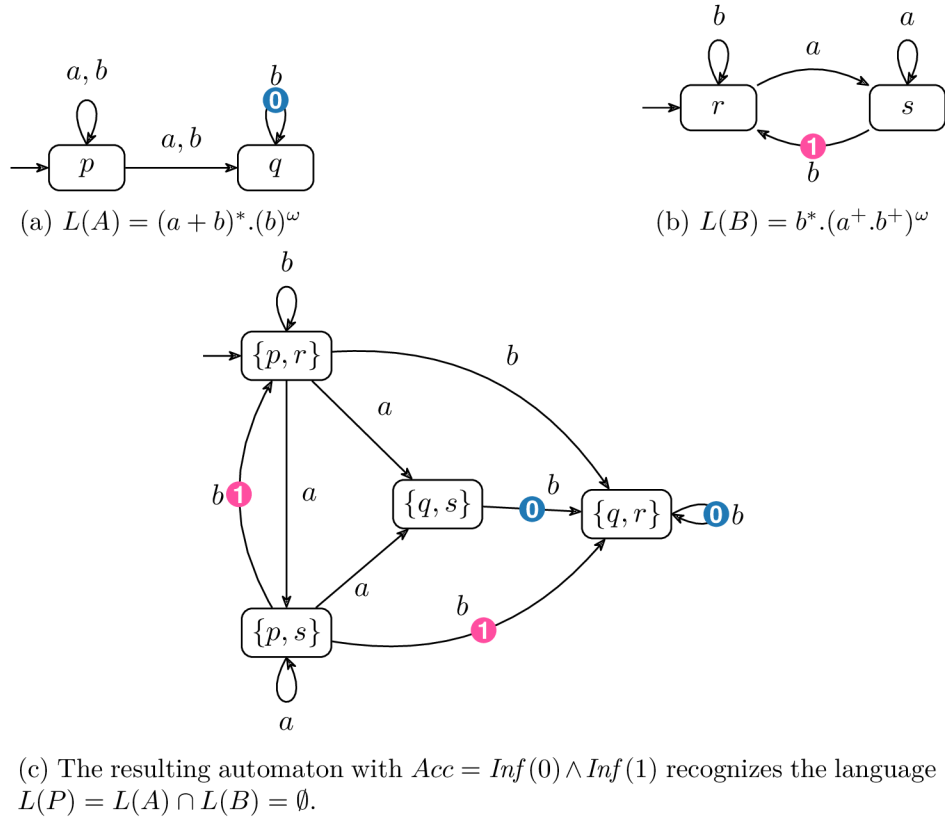 b
a
a, b
b
a
0
r
s
a, b
1
p
q
b
(a) L(A) = (a + b)*.(b)^ω
(b) L(B) = b*.(a⁺.b⁺)^ω
b
{p, r}
b
a
b 1
a
b
{q, s}
0
{q, r}
0 b
a
b
{p, s}
1
a
(c) The resulting automaton with Acc = Inf(0) ∧ Inf(1) recognizes the language
L(P) = L(A) ∩ L(B) = ∅.